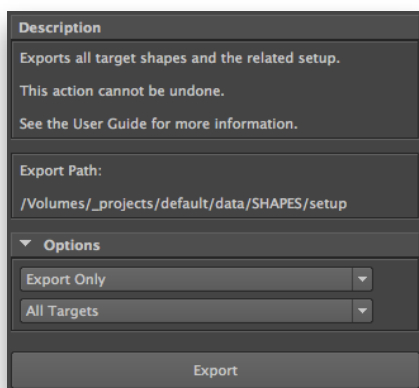 Description
Exports all target shapes and the related setup.
This action cannot be undone.
See the User Guide for more information.
Export Path:
/Volumes/_projects/default/data/SHAPES/setup
Options
Export Only
All Targets
Export